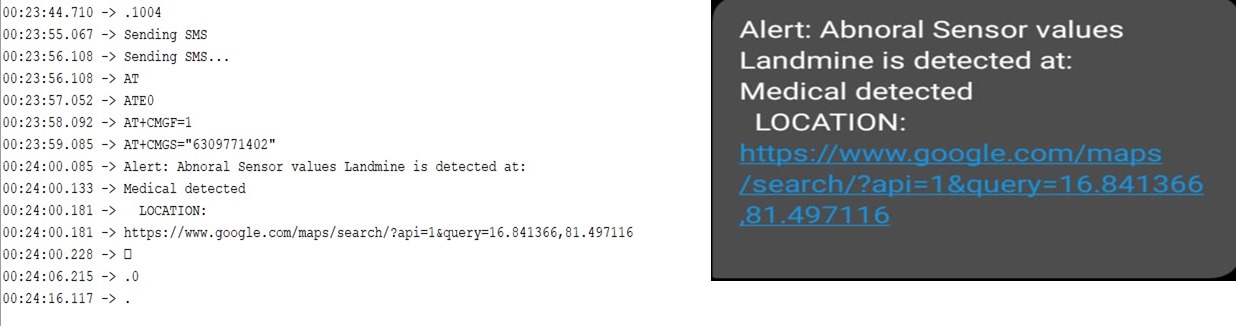 00:23:44.710 -> .1004
00:23:55.067 -> Sending SMS
00:23:56.108 -> Sending SMS...
00:23:56.108 -> AT
00:23:57.052 -> ATE0
00:23:58.092 -> AT+CMGF=1
00:23:59.085 -> AT+CMGS="6309771402"
00:24:00.085 -> Alert: Abnoral Sensor values Landmine is detected at:
00:24:00.133 -> Medical detected
00:24:00.181 ->   LOCATION:
00:24:00.181 -> https://www.google.com/maps/search/?api=1&query=16.841366,81.497116
00:24:00.228 -> □
00:24:06.215 -> .0
00:24:16.117 -> .
Alert: Abnoral Sensor values
Landmine is detected at:
Medical detected
LOCATION:
https://www.google.com/maps
/search/?api=1&query=16.841366
,81.497116